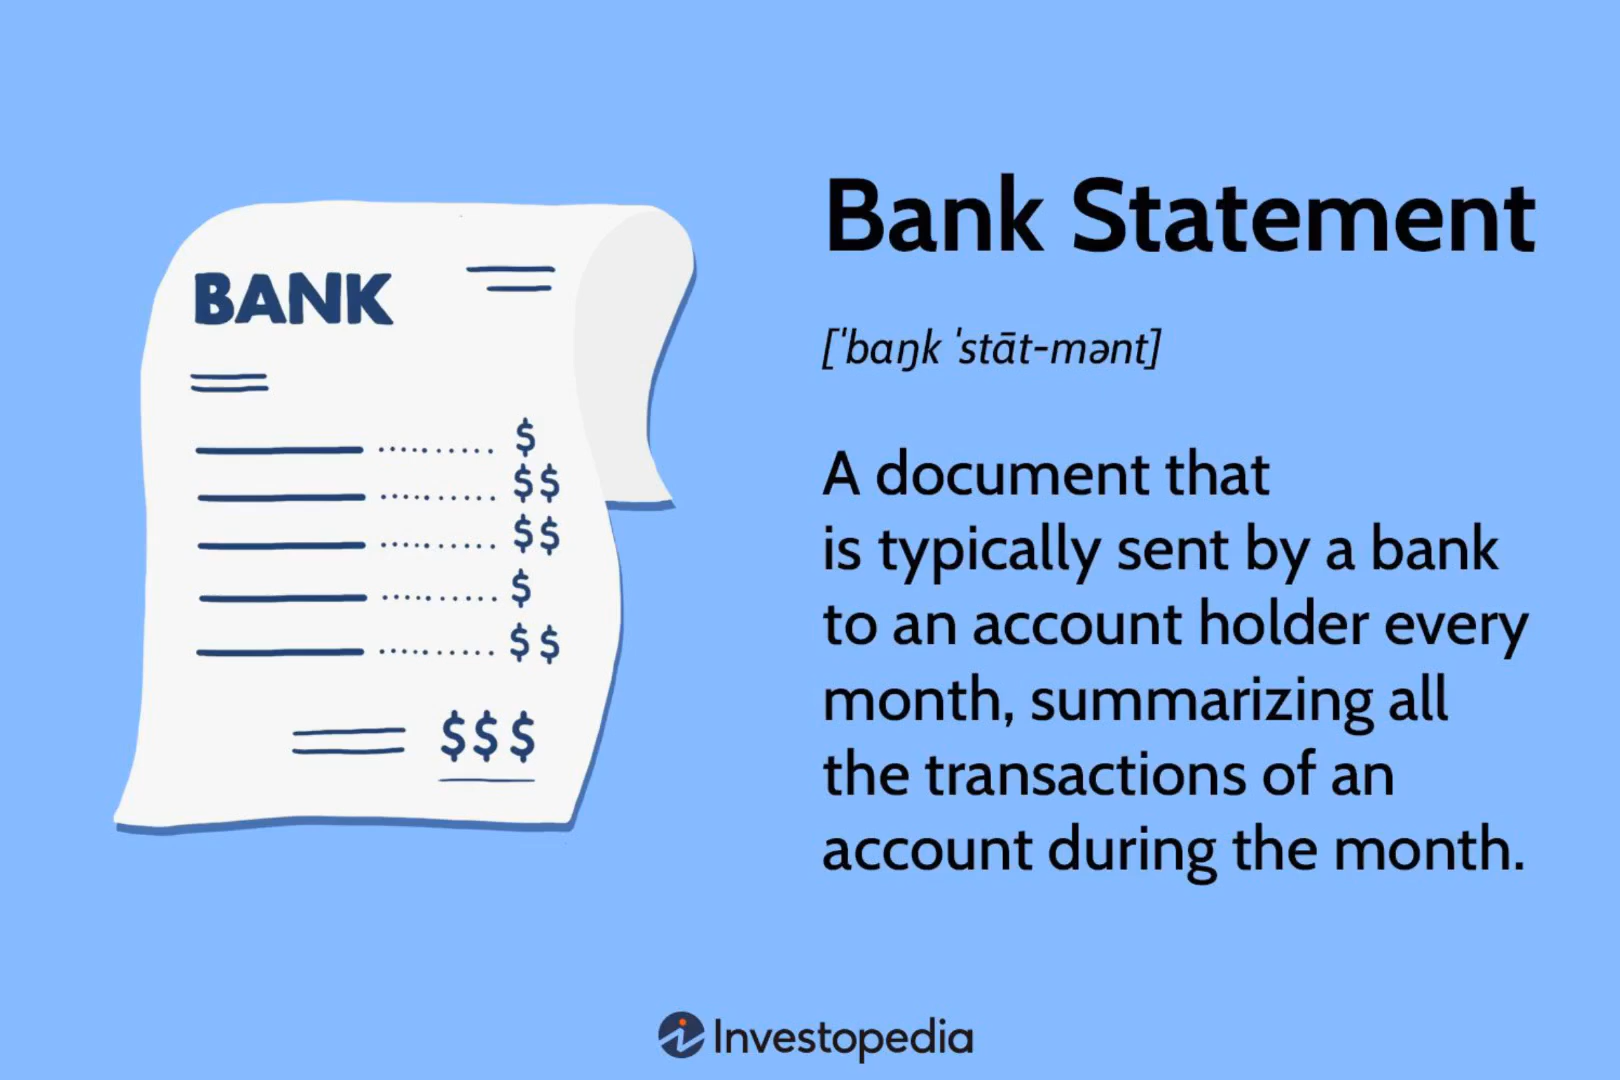 BANK
$
$$
$$
$
$$
$$$
Bank Statement
[ˈbaŋk ˈstāt-mənt]
A document that
is typically sent by a bank
to an account holder every
month, summarizing all
the transactions of an
account during the month.
Investopedia